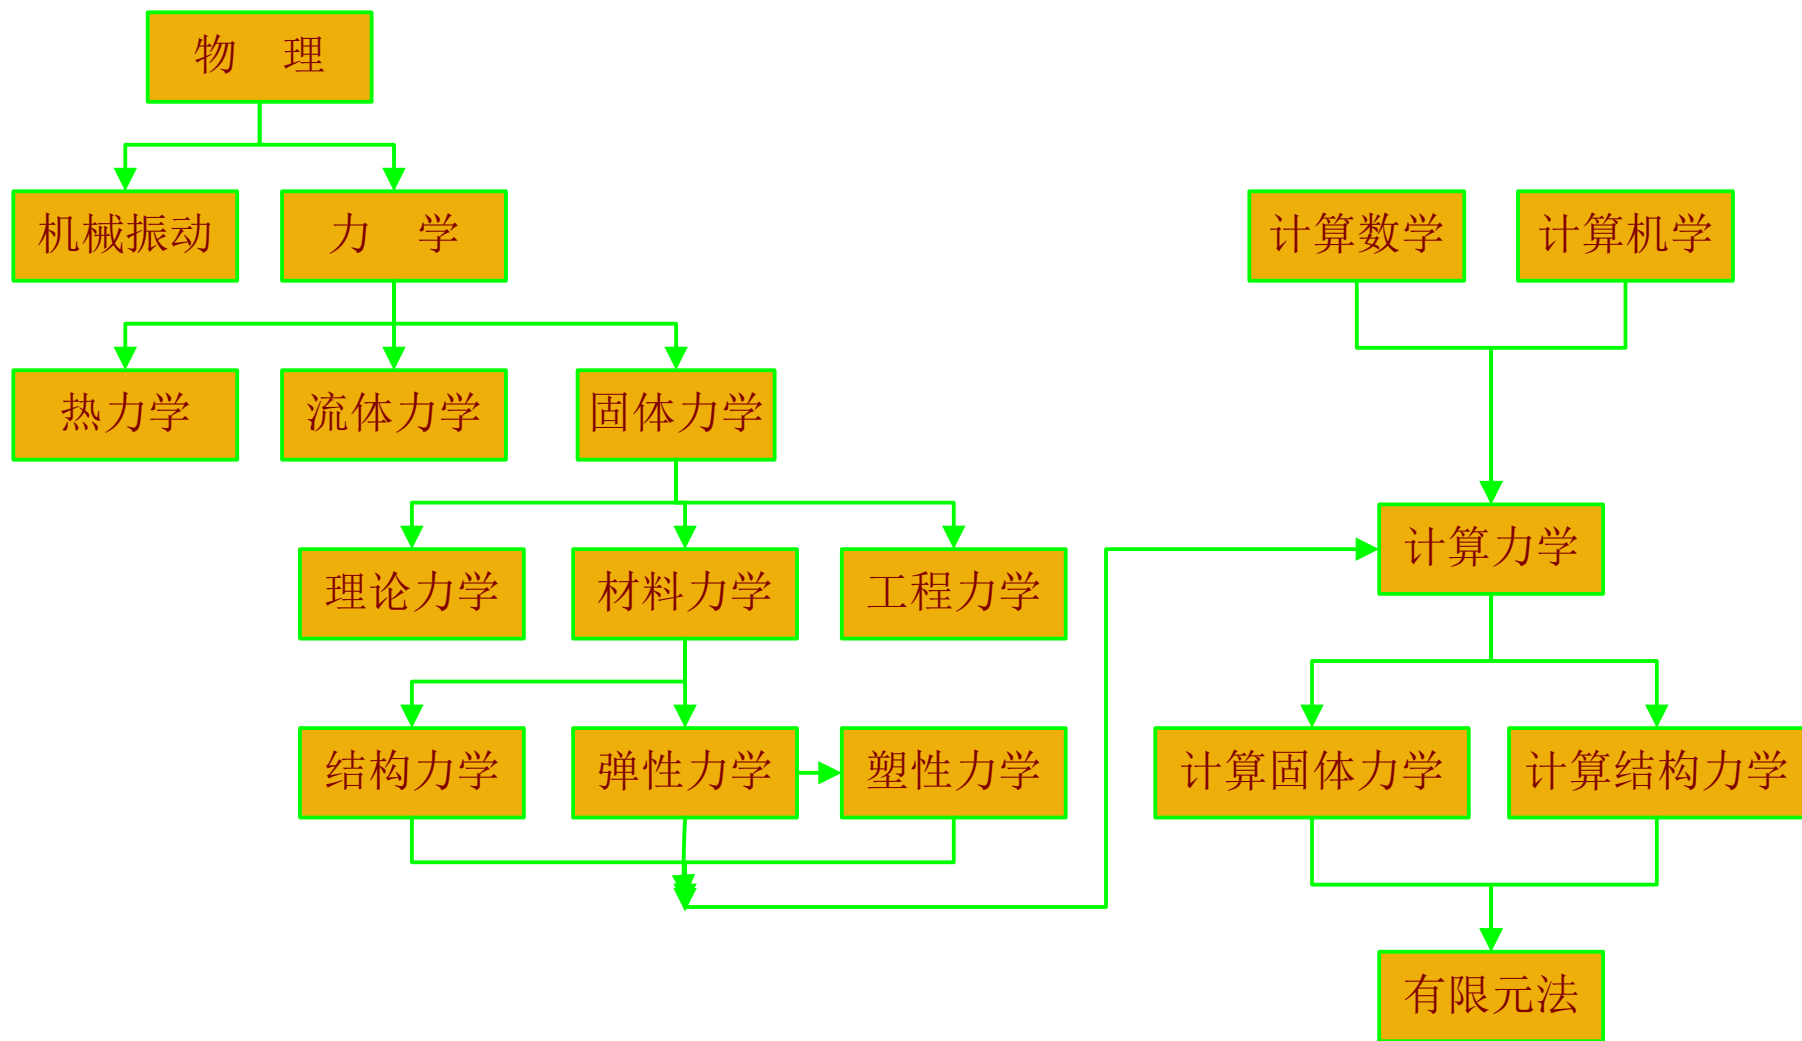 物 理
机械振动
力 学
计算数学
计算机学
热力学
流体力学
固体力学
计算力学
理论力学
材料力学
工程力学
结构力学
弹性力学
塑性力学
计算固体力学
计算结构力学
有限元法